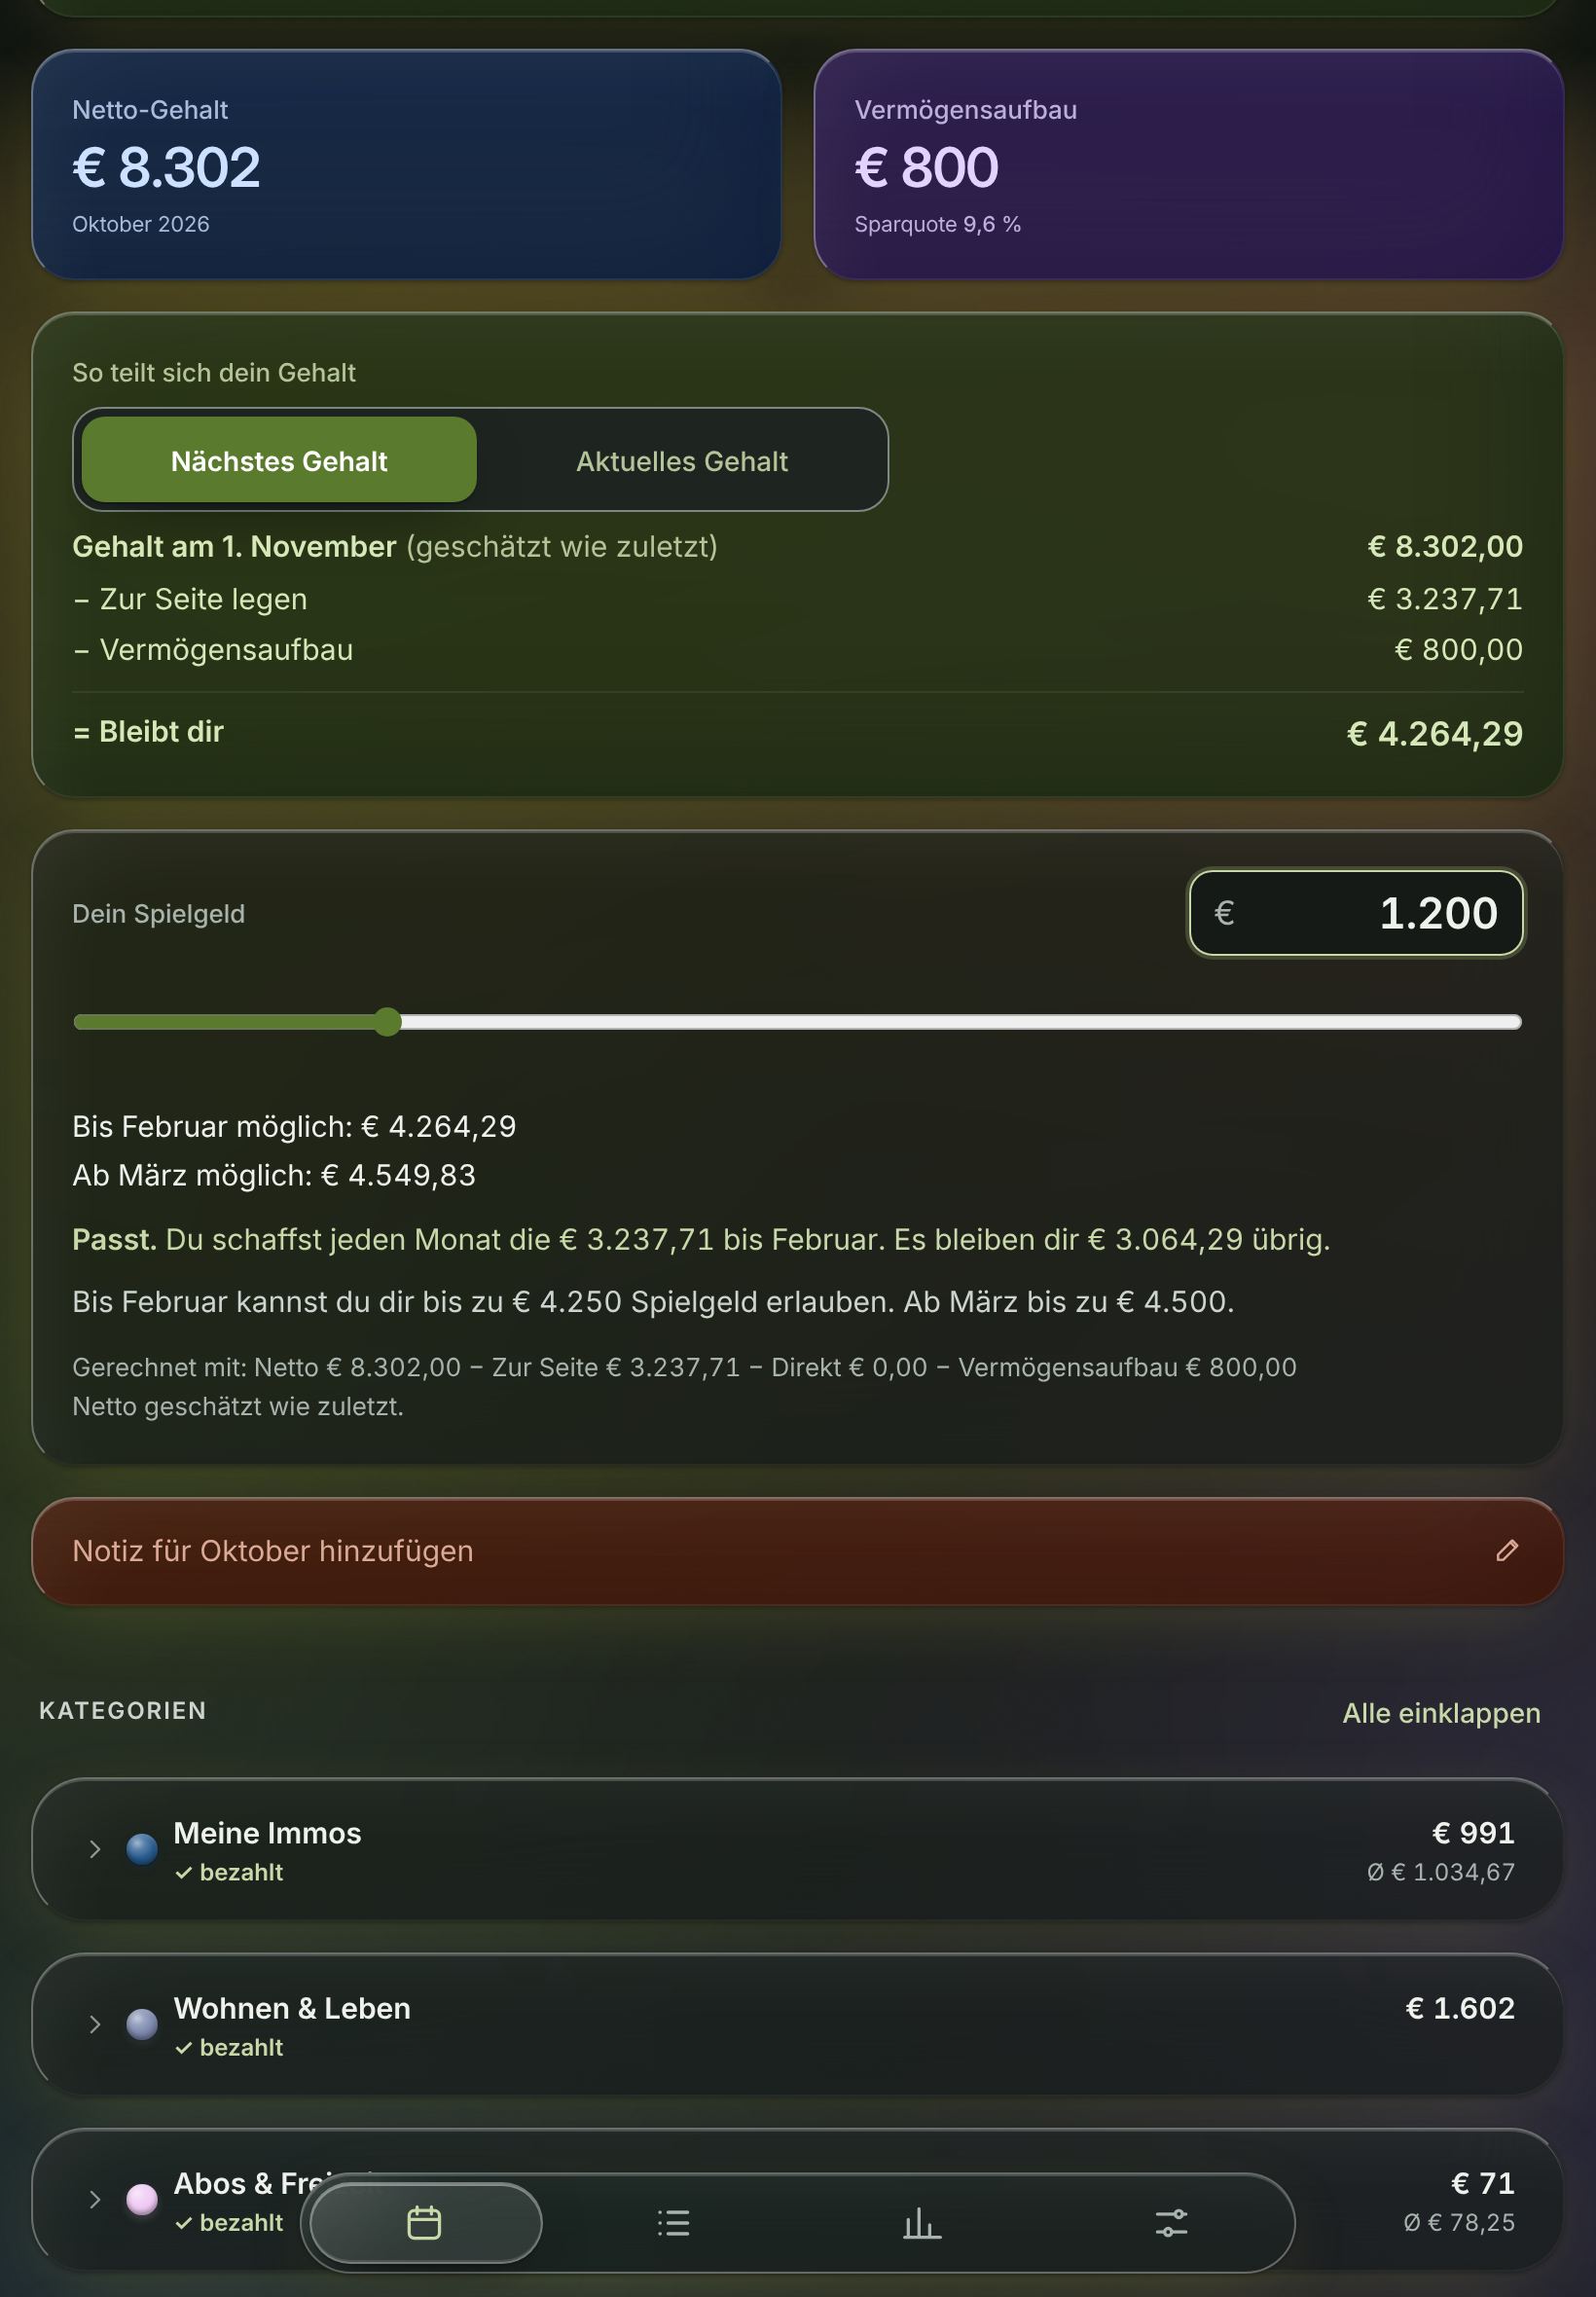 Netto-Gehalt
€ 8.302
Oktober 2026
Vermögensaufbau
€ 800
Sparquote 9,6 %
So teilt sich dein Gehalt
Nächstes Gehalt
Aktuelles Gehalt
Gehalt am 1. November (geschätzt wie zuletzt) € 8.302,00
– Zur Seite legen € 3.237,71
– Vermögensaufbau € 800,00
= Bleibt dir € 4.264,29
Dein Spielgeld € 1.200
Bis Februar möglich: € 4.264,29
Ab März möglich: € 4.549,83
Passt. Du schaffst jeden Monat die € 3.237,71 bis Februar. Es bleiben dir € 3.064,29 übrig.
Bis Februar kannst du dir bis zu € 4.250 Spielgeld erlauben. Ab März bis zu € 4.500.
Gerechnet mit: Netto € 8.302,00 – Zur Seite € 3.237,71 – Direkt € 0,00 – Vermögensaufbau € 800,00
Netto geschätzt wie zuletzt.
Notiz für Oktober hinzufügen
KATEGORIEN Alle einklappen
Meine Immos € 991
✓ bezahlt Ø € 1.034,67
Wohnen & Leben € 1.602
✓ bezahlt
Abos & € 71
✓ bezahlt Ø € 78,25